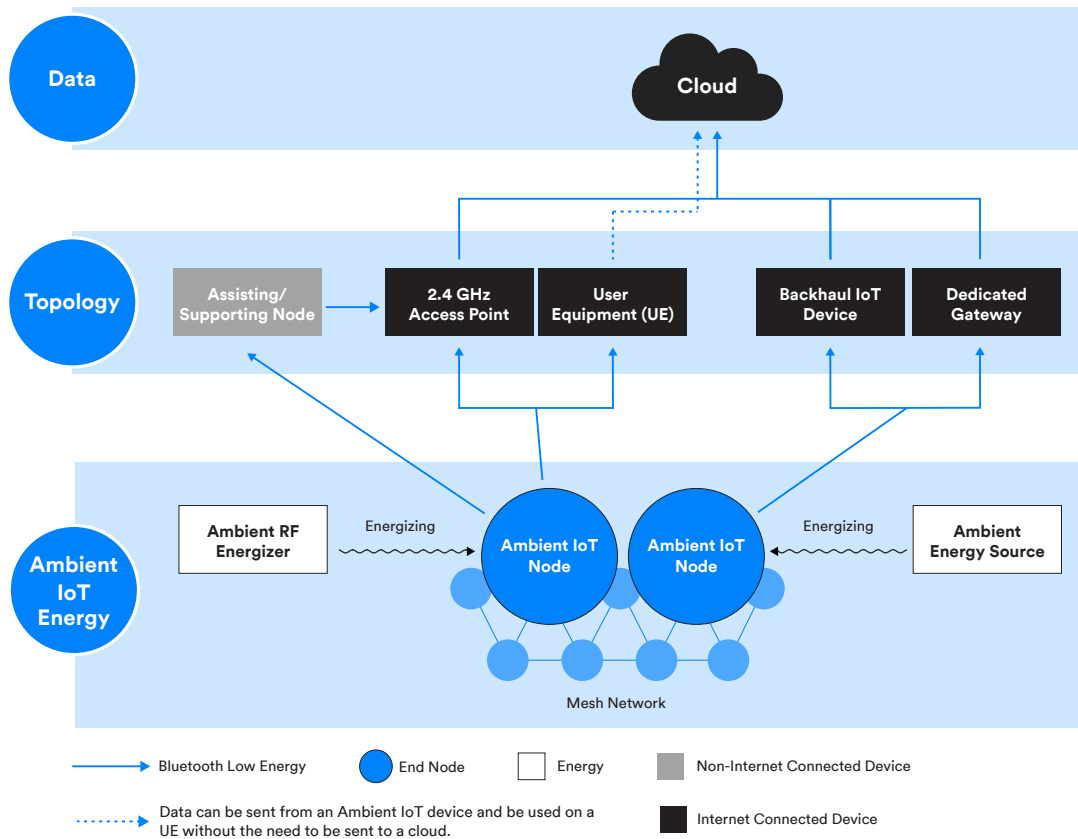 Data
Cloud
Topology
Assisting/
Supporting Node
2.4 GHz
Access Point
User
Equipment (UE)
Backhaul IoT
Device
Dedicated
Gateway
Ambient
IoT
Energy
Ambient RF
Energizer
Energizing
Ambient IoT
Node
Ambient IoT
Node
Energizing
Ambient
Energy Source
Mesh Network
Bluetooth Low Energy
End Node
Energy
Non-Internet Connected Device
Data can be sent from an Ambient IoT device and be used on a
UE without the need to be sent to a cloud.
Internet Connected Device